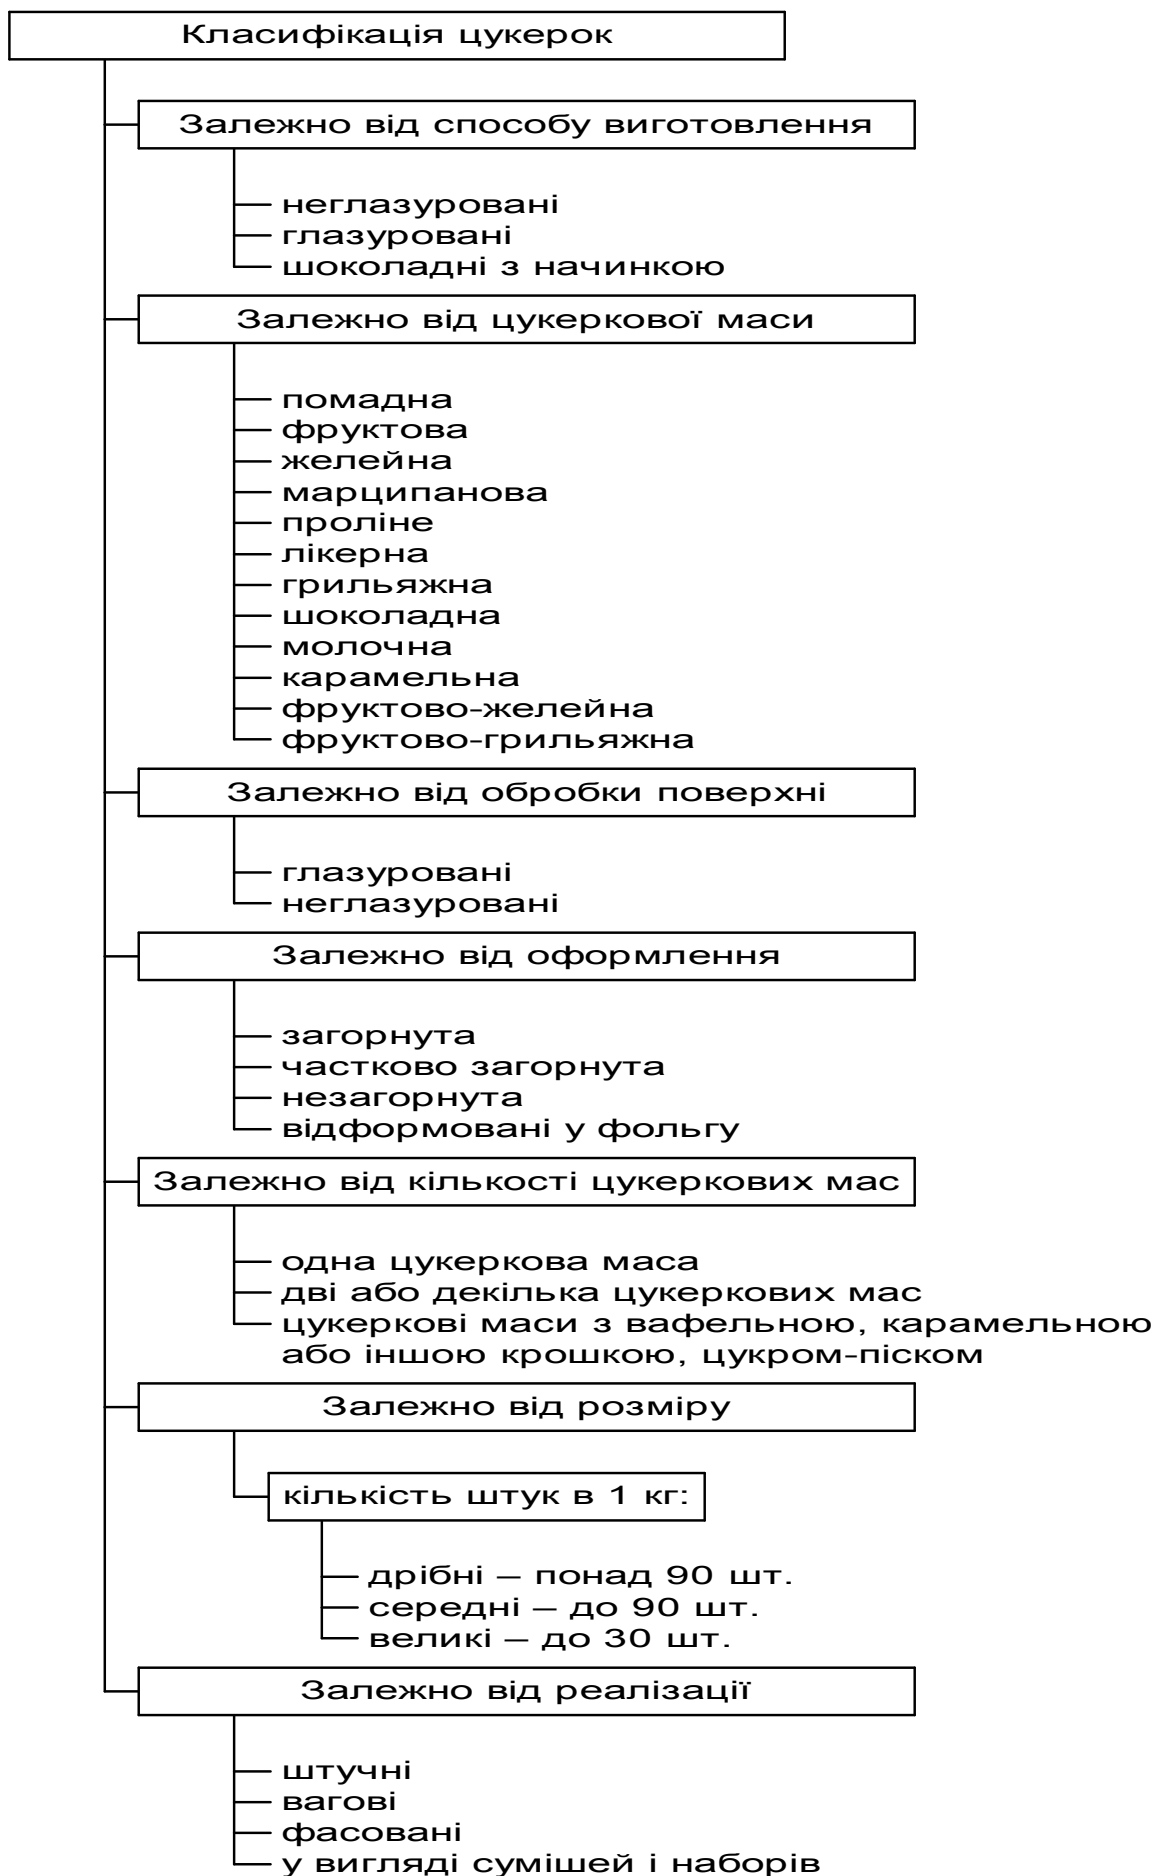 Класифікація цукерок
Залежно від способу виготовлення
неглазуровані
глазуровані
шоколадні з начинкою
Залежно від цукеркової маси
помадна
фруктова
желейна
марципанова
проліне
лікерна
грильяжна
шоколадна
молочна
карамельна
фруктово-желейна
фруктово-грильяжна
Залежно від обробки поверхні
глазуровані
неглазуровані
Залежно від оформлення
загорнута
частково загорнута
незагорнута
відформовані у фольгу
Залежно від кількості цукеркових мас
одна цукеркова маса
дві або декілька цукеркових мас
цукеркові маси з вафельною, карамельною
або іншою крошкою, цукром-піском
Залежно від розміру
кількість штук в 1 кг:
дрібні – понад 90 шт.
середні – до 90 шт.
великі – до 30 шт.
Залежно від реалізації
штучні
вагові
фасовані
у вигляді сумішей і наборів